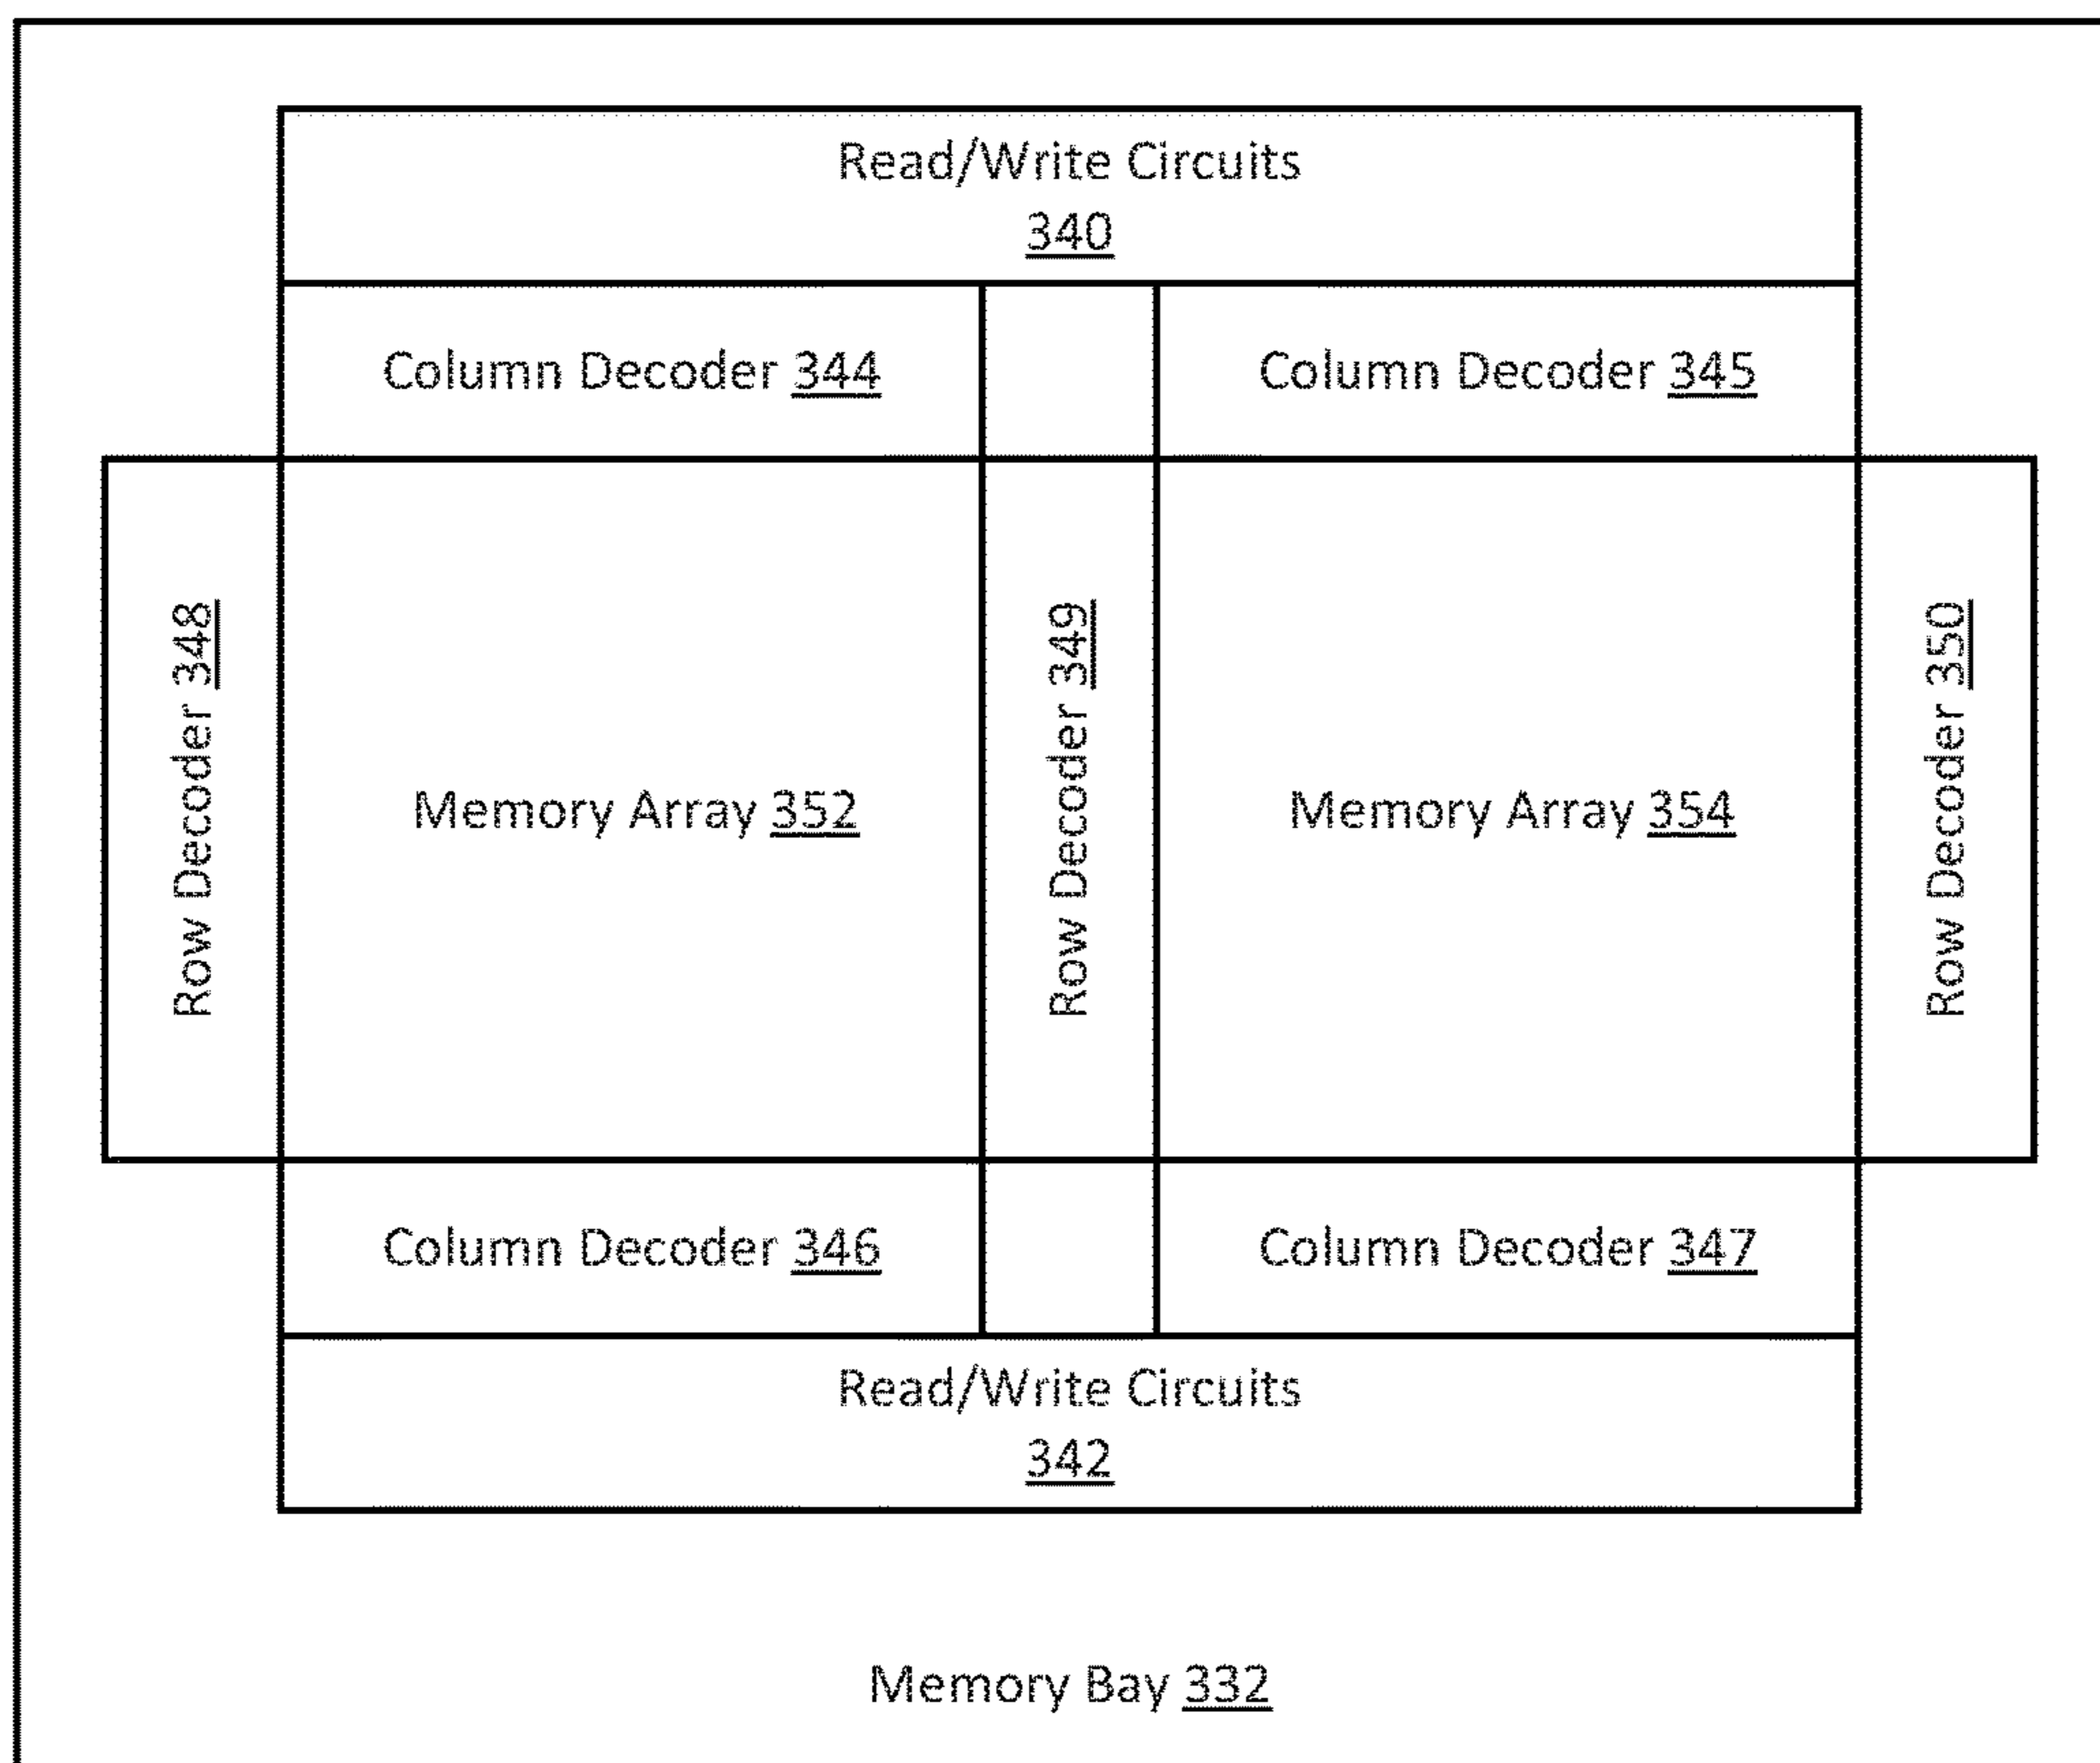 Read/Write Circuits
340
Column Decoder 344
Column Decoder 345
Row Decoder 348
Memory Array 352
Row Decoder 349
Memory Array 354
Row Decoder 350
Column Decoder 346
Column Decoder 347
Read/Write Circuits
342
Memory Bay 332